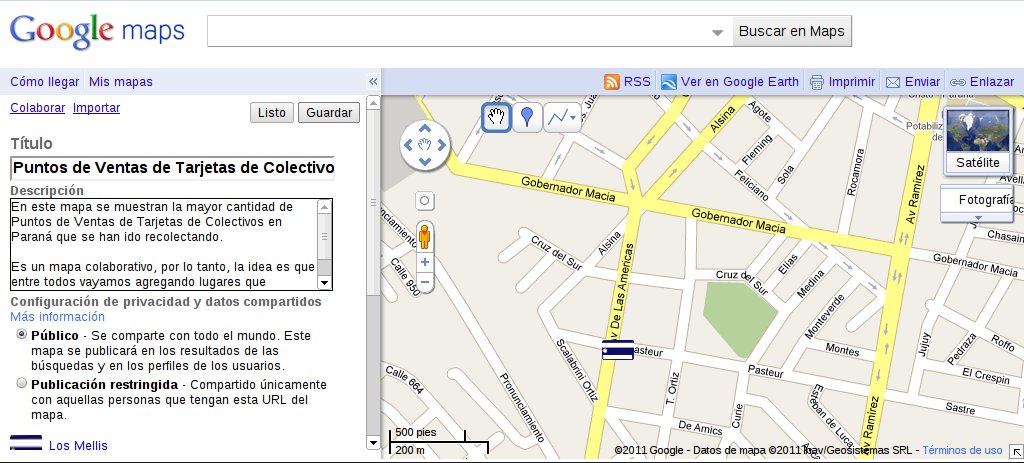 Google maps
Buscar en Maps
Cómo llegar Mis mapas
«
RSS Ver en Google Earth Imprimir Enviar Enlazar
Colaborar Importar
Listo Guardar
Título
Puntos de Ventas de Tarjetas de Colectivo
Descripción
En este mapa se muestran la mayor cantidad de
Puntos de Ventas de Tarjetas de Colectivos en
Paraná que se han ido recolectando.
Es un mapa colaborativo, por lo tanto, la idea es que
entre todos vayamos agregando lugares que
Configuración de privacidad y datos compartidos
Más información
Público - Se comparte con todo el mundo. Este
mapa se publicará en los resultados de las
búsquedas y en los perfiles de los usuarios.
Publicación restringida - Compartido únicamente
con aquellas personas que tengan esta URL del
mapa.
Los Mellis
Satélite
Fotografía
Potabiliz
Agote
Alsina
Fleming
Feliciano
Sola
Rocamora
Av Ramirez
Gobernador Macia
Gobernador Macia
Chasain
Gobernador Macia
Alsina
Cruz del Sur
Cruz del Sur
Elias
Medina
Monteverde
Calle 950
Av De Las Americas
Pasteur
Montes
Pasteur
Jujuy
Pedraza
Roffo
El Crespin
Sastre
Scalabrini Ortiz
Pronunciamiento
Calle 664
T. Ortiz
Curie
De Amics
Esteban de Luca
Av Ramirez
500 pies
200 m
©2011 Google - Datos de mapa ©2011 Inav/Geosistemas SRL - Términos de uso